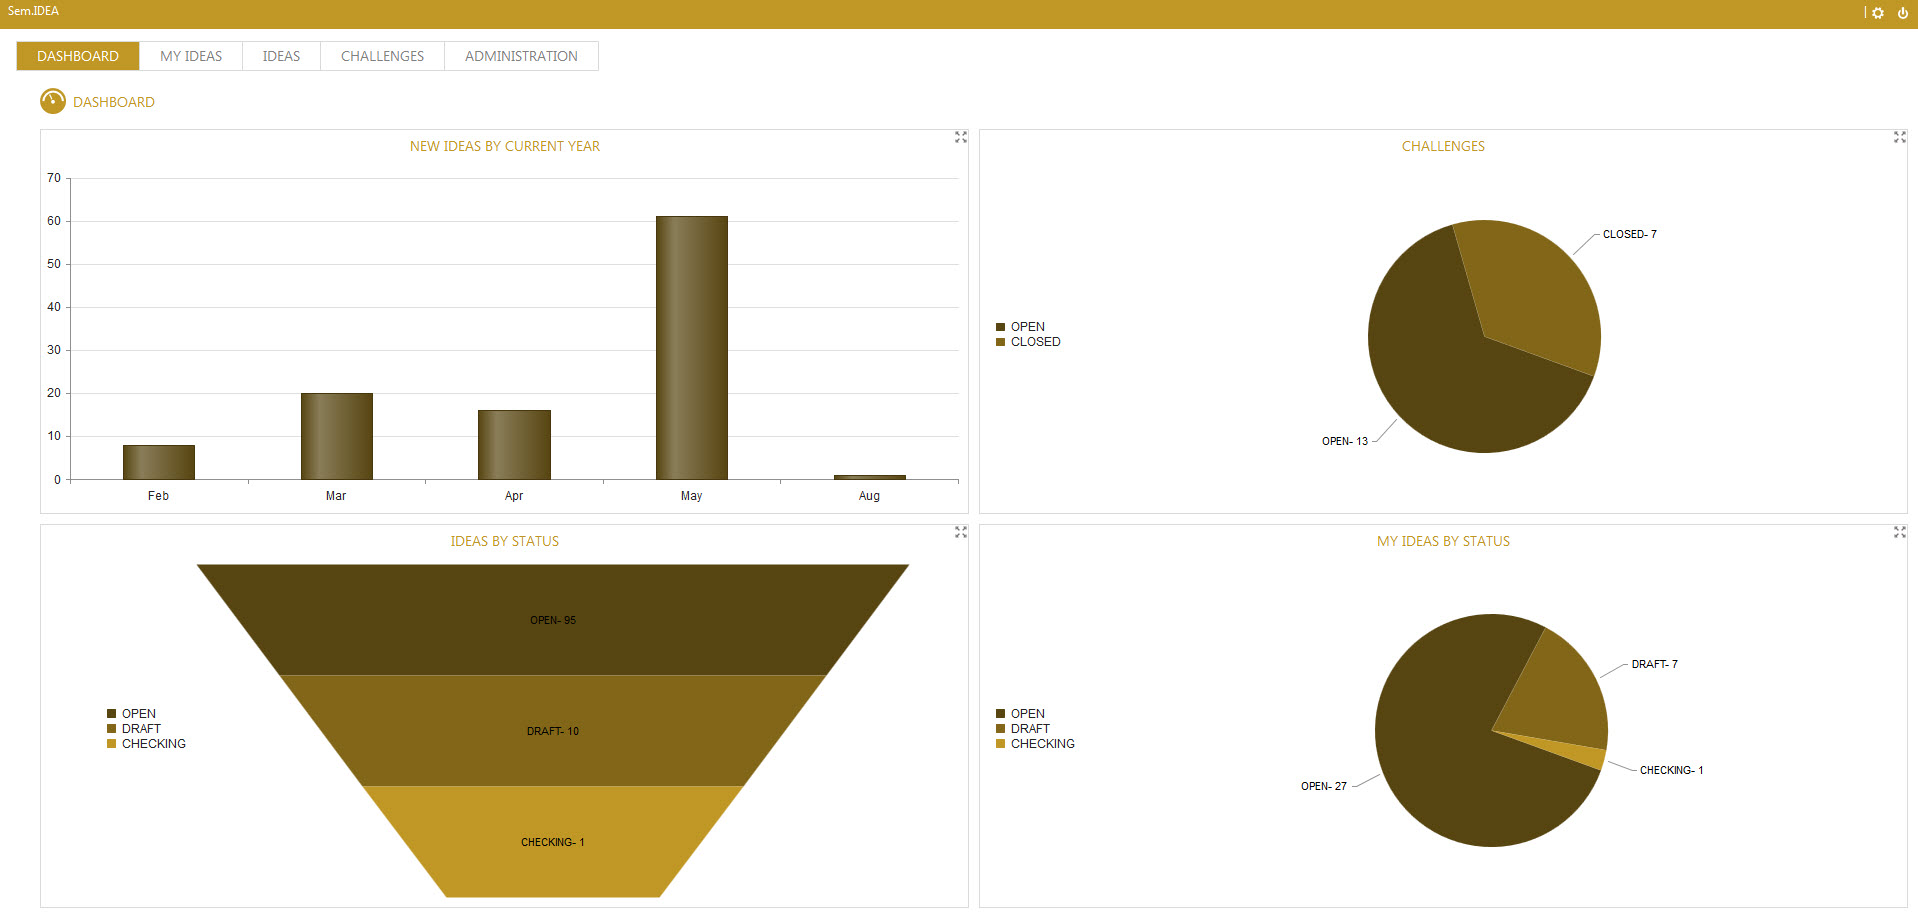 Sem.IDEA
DASHBOARD MY IDEAS IDEAS CHALLENGES ADMINISTRATION
DASHBOARD
NEW IDEAS BY CURRENT YEAR
70
60
50
40
30
20
10
0
Feb Mar Apr May Aug
CHALLENGES
CLOSED- 7
OPEN
CLOSED
OPEN- 13
IDEAS BY STATUS
OPEN- 95
OPEN
DRAFT
CHECKING
DRAFT- 10
CHECKING- 1
MY IDEAS BY STATUS
DRAFT- 7
OPEN
DRAFT
CHECKING
CHECKING- 1
OPEN- 27